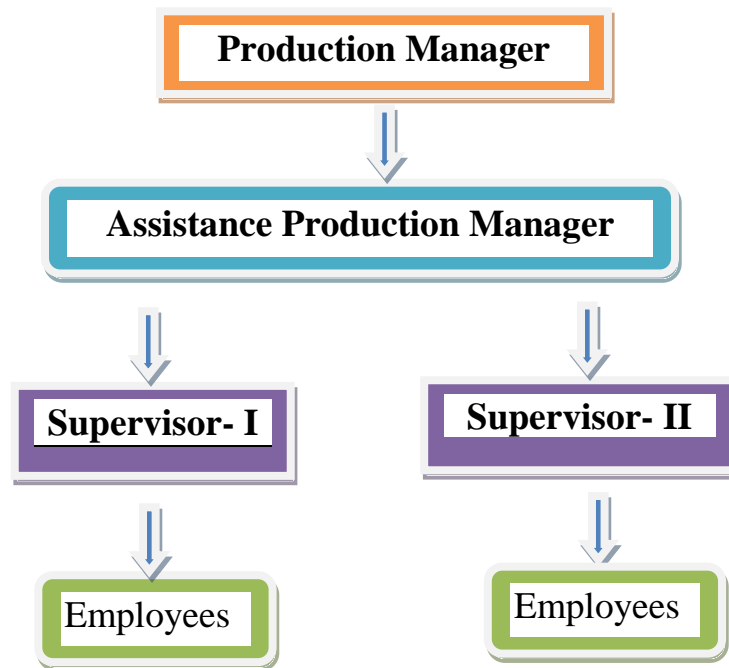 Production Manager
Assistance Production Manager
Supervisor- I
Supervisor- II
Employees
Employees